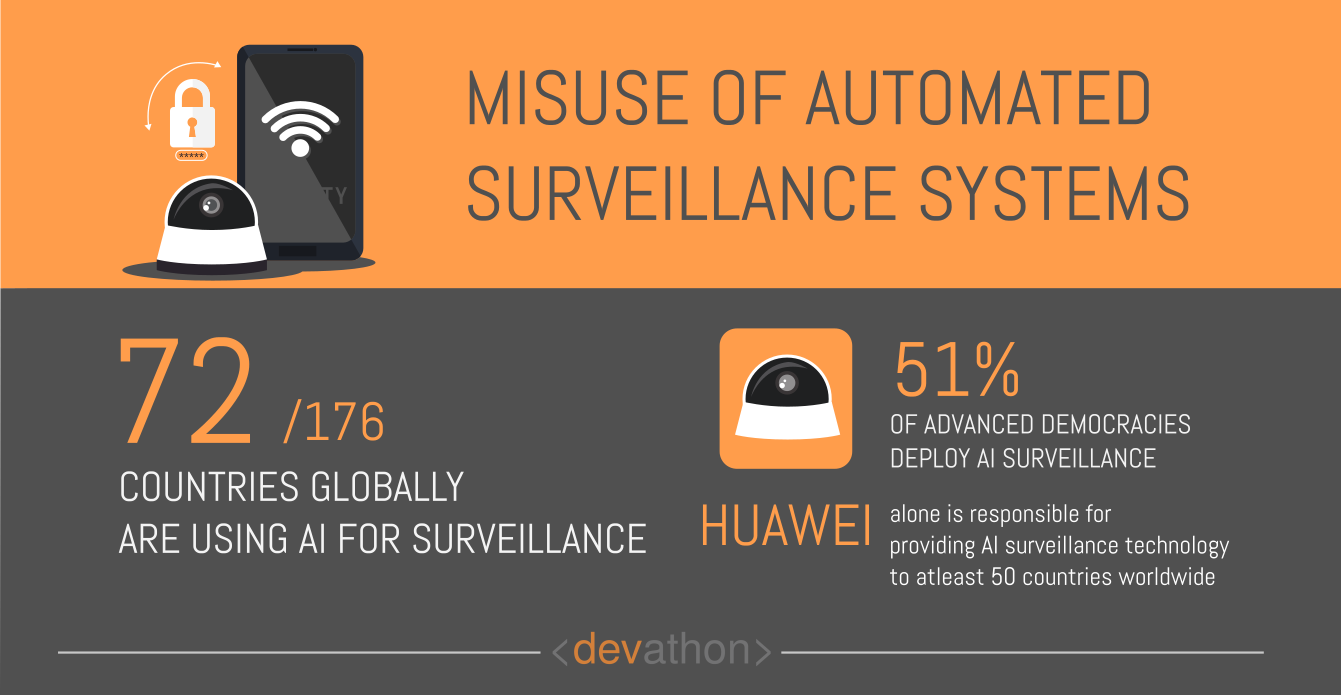 MISUSE OF AUTOMATED
SURVEILLANCE SYSTEMS
*****
TY
72 /176
COUNTRIES GLOBALLY
ARE USING AI FOR SURVEILLANCE
51%
OF ADVANCED DEMOCRACIES
DEPLOY AI SURVEILLANCE
HUAWEI
alone is responsible for
providing AI surveillance technology
to atleast 50 countries worldwide
<devathon>